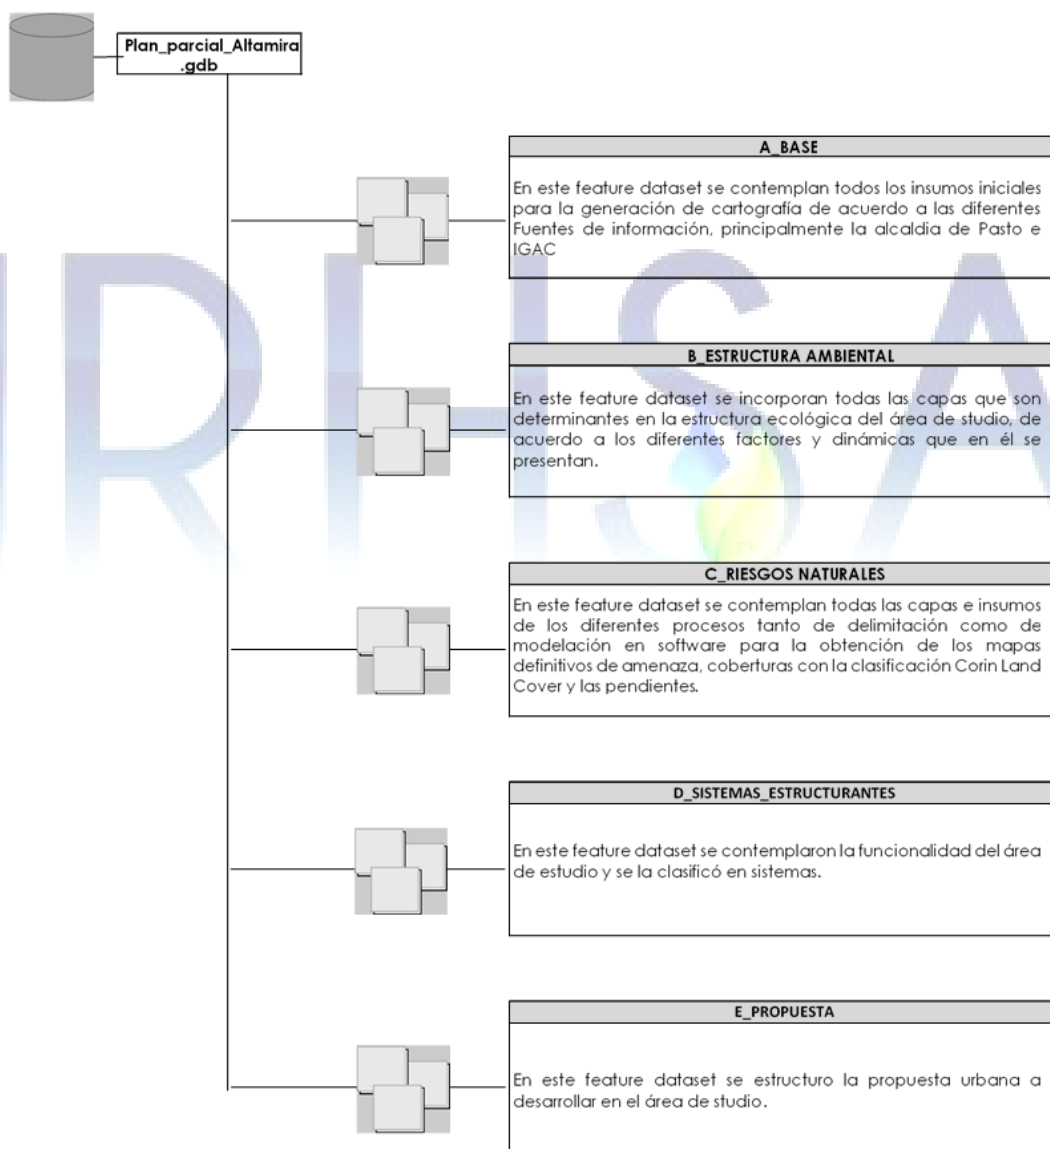 Plan_parcial_Altamira
.gdb
A_BASE
En este feature dataset se contemplan todos los insumos iniciales
para la generación de cartografía de acuerdo a las diferentes
Fuentes de información, principalmente la alcaldia de Pasto e
IGAC
B_ESTRUCTURA AMBIENTAL
En este feature dataset se incorporan todas las capas que son
determinantes en la estructura ecológica del área de studio, de
acuerdo a los diferentes factores y dinámicas que en él se
presentan.
C_RIESGOS NATURALES
En este feature dataset se contemplan todas las capas e insumos
de los diferentes procesos tanto de delimitación como de
modelación en software para la obtención de los mapas
definitivos de amenaza, coberturas con la clasificación Corin Land
Cover y las pendientes.
D_SISTEMAS_ESTRUCTURANTES
En este feature dataset se contemplaron la funcionalidad del área
de estudio y se la clasificó en sistemas.
E_PROPUESTA
En este feature dataset se estructuro la propuesta urbana a
desarrollar en el área de studio.